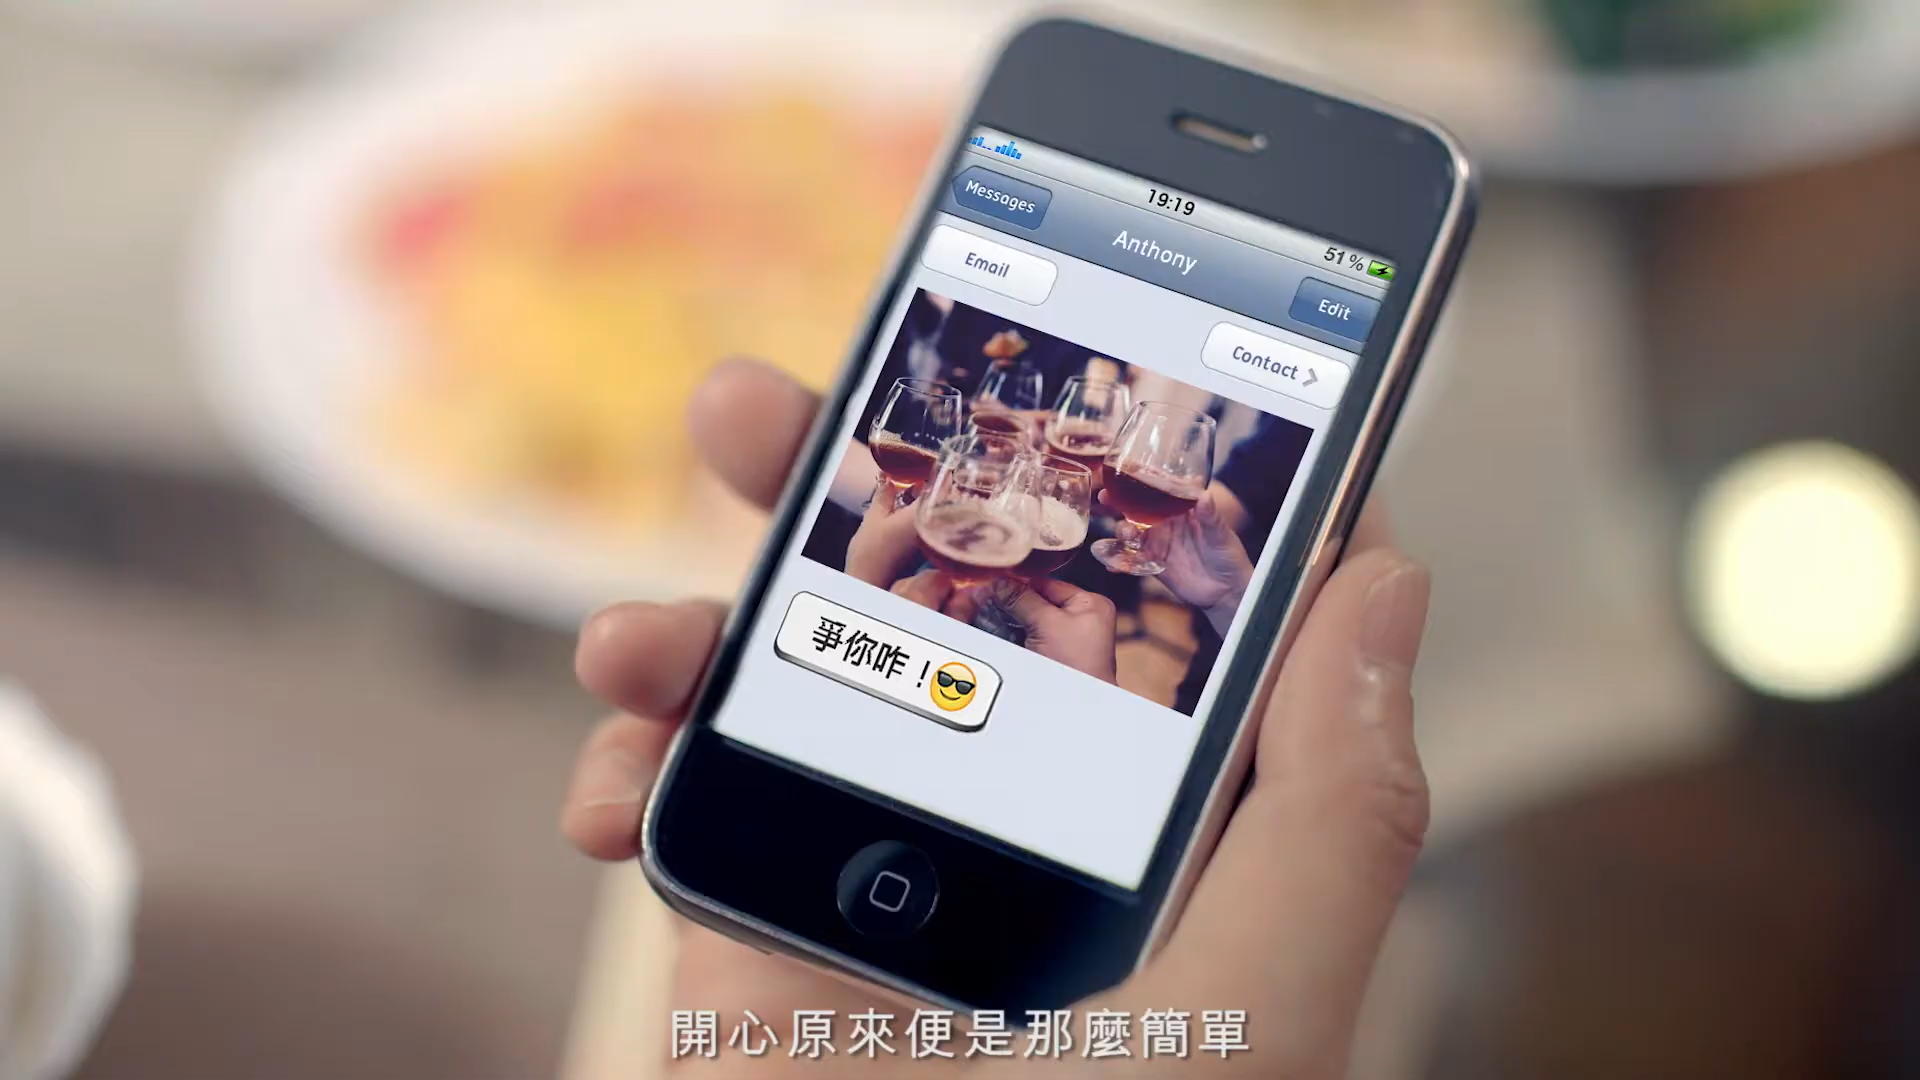 19:19
51%
Messages
Anthony
Edit
Email
Contact
爭你咋！😎
開心原來便是那麼簡單